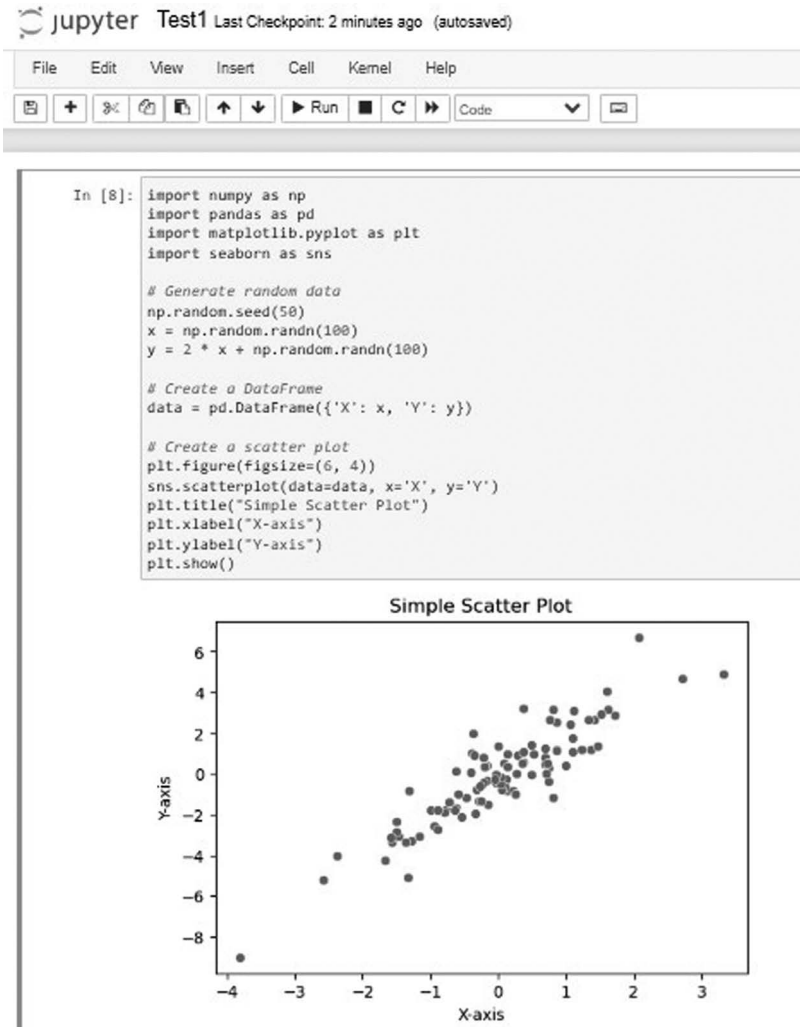 jupyter Test1 Last Checkpoint: 2 minutes ago (autosaved)
File Edit View Insert Cell Kernel Help
Run Code
In [8]: import numpy as np
import pandas as pd
import matplotlib.pyplot as plt
import seaborn as sns
# Generate random data
np.random.seed(50)
x = np.random.randn(100)
y = 2 * x + np.random.randn(100)
# Create a DataFrame
data = pd.DataFrame({'X': x, 'Y': y})
# Create a scatter plot
plt.figure(figsize=(6, 4))
sns.scatterplot(data=data, x='X', y='Y')
plt.title("Simple Scatter Plot")
plt.xlabel("X-axis")
plt.ylabel("Y-axis")
plt.show()
Simple Scatter Plot
6
4
2
0
−2
−4
−6
−8
Y-axis
−4 −3 −2 −1 0 1 2 3
X-axis